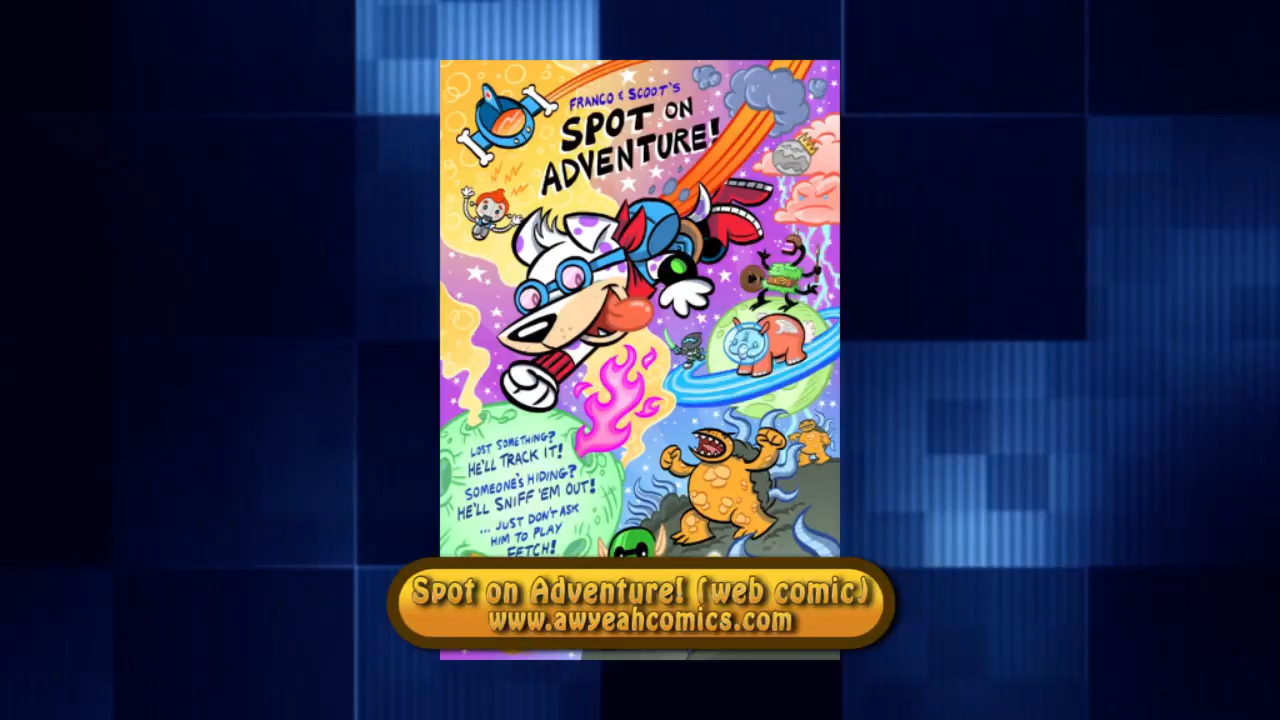 FRANCO & SCOOT'S
SPOT ON
ADVENTURE!
LOST SOMETHING?
HE'LL TRACK IT!
SOMEONE'S HIDING?
HE'LL SNIFF 'EM OUT!
... JUST DON'T ASK
HIM TO PLAY
FETCH!
Spot on Adventure! (web comic)
www.awyeahcomics.com